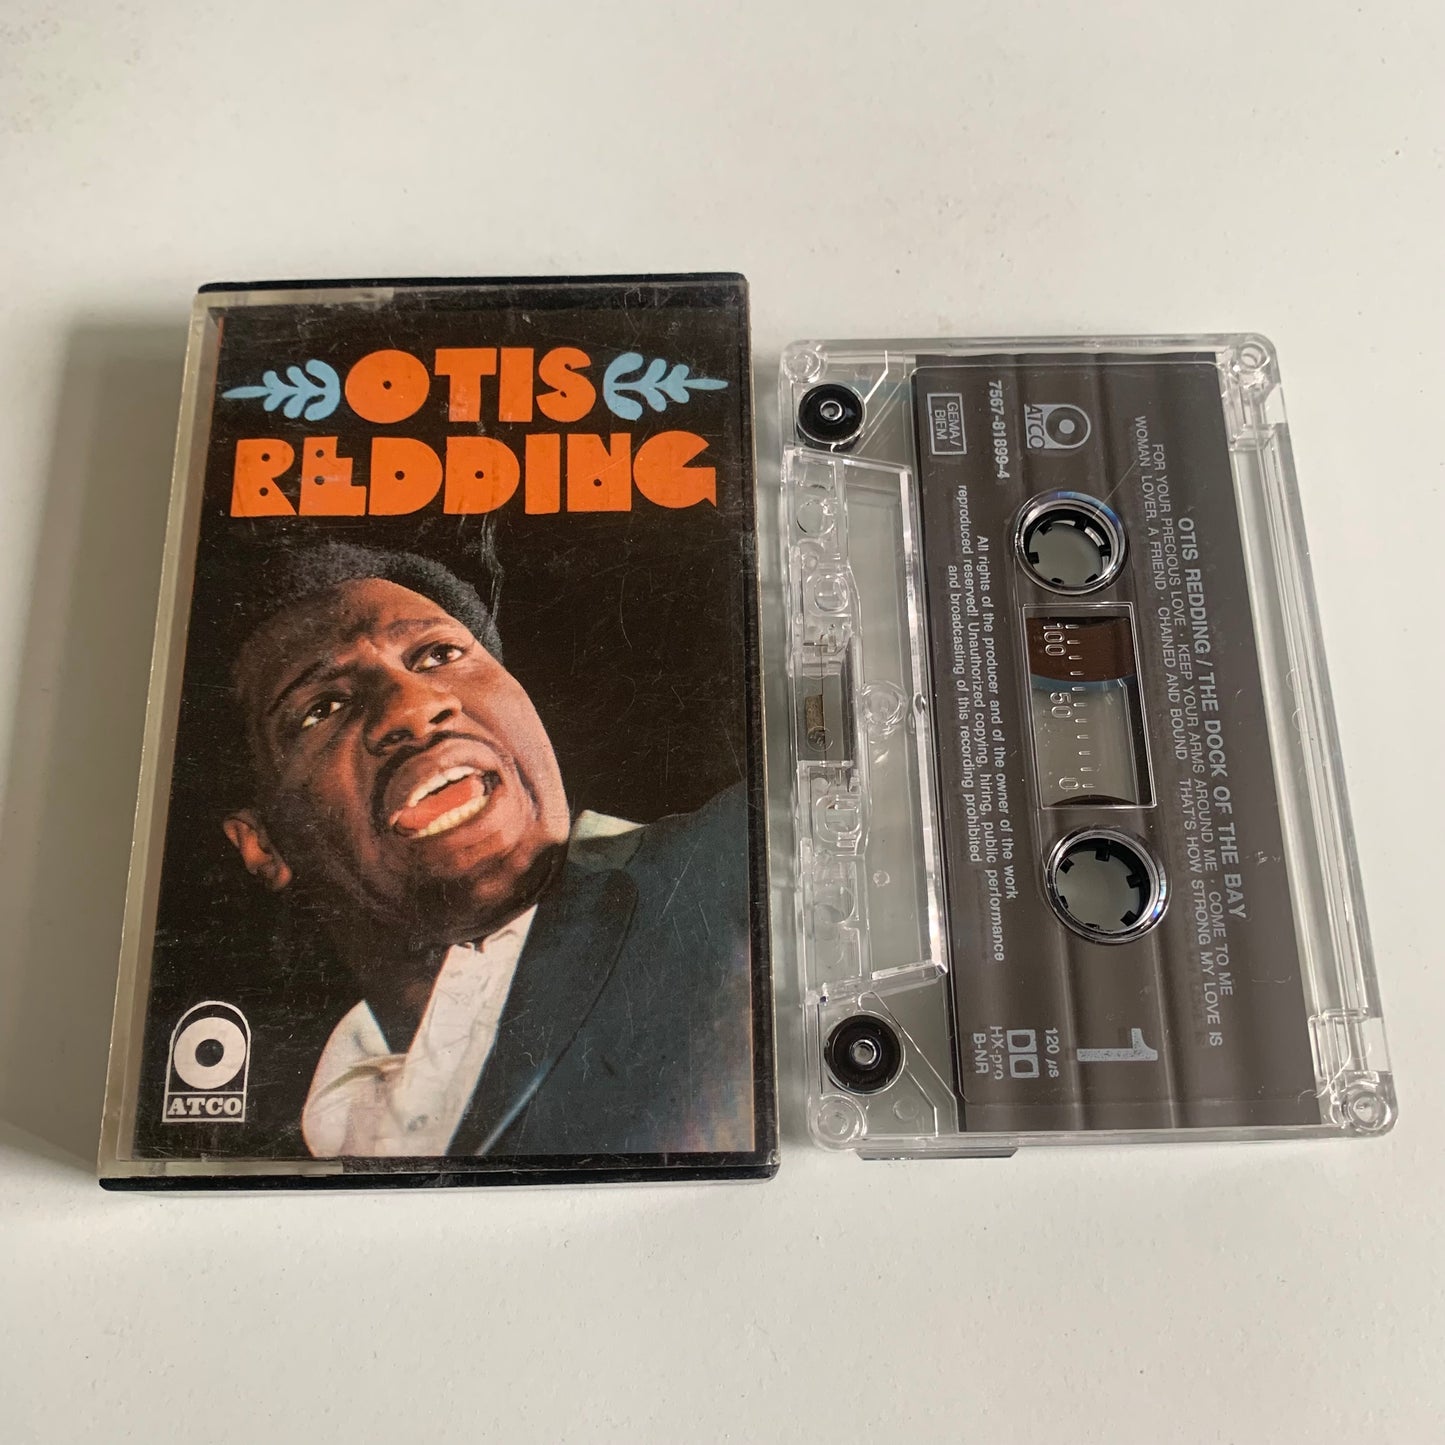 OTIS
REDDING
ATCO
ATCO
7567-81899-4
GEMA/
BIEM
OTIS REDDING / THE DOCK OF THE BAY
FOR YOUR PRECIOUS LOVE · KEEP YOUR ARMS AROUND ME · COME TO ME
WOMAN, LOVER, A FRIEND · CHAINED AND BOUND THAT'S HOW STRONG MY LOVE IS
100 50 0
All rights of the producer and of the owner of the work
reproduced reserved! Unauthorized copying, hiring, public performance
and broadcasting of this recording prohibited
1
120 µs
HX-pro
B-NR